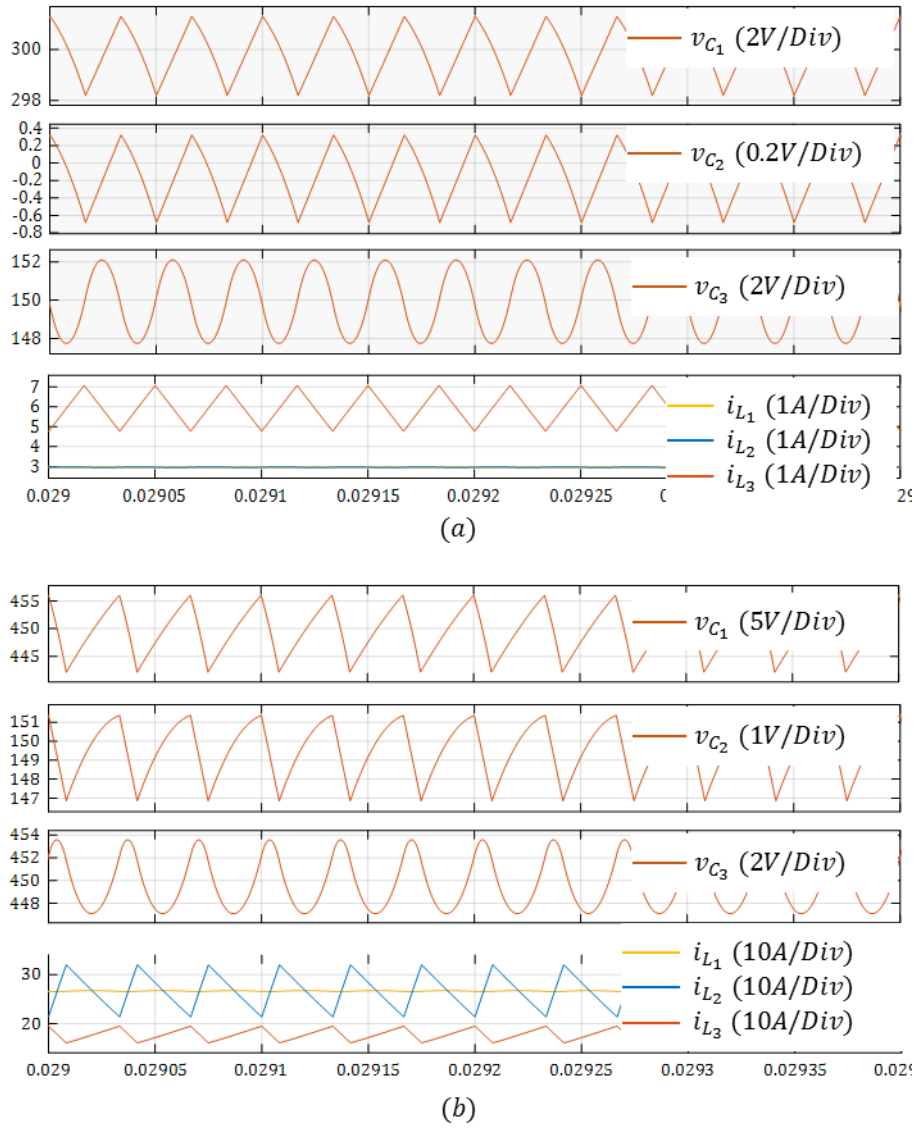 300
298
v_{C_1} (2V/Div)
0.4
0.2
0
-0.2
-0.4
-0.6
-0.8
v_{C_2} (0.2V/Div)
152
150
148
v_{C_3} (2V/Div)
7
6
5
4
3
i_{L_1} (1A/Div)
i_{L_2} (1A/Div)
i_{L_3} (1A/Div)
0.029 0.02905 0.0291 0.02915 0.0292 0.02925 0 29
(a)
455
450
445
v_{C_1} (5V/Div)
151
150
149
148
147
v_{C_2} (1V/Div)
454
452
450
448
v_{C_3} (2V/Div)
30
20
i_{L_1} (10A/Div)
i_{L_2} (10A/Div)
i_{L_3} (10A/Div)
0.029 0.02905 0.0291 0.02915 0.0292 0.02925 0.0293 0.02935 0.029
(b)